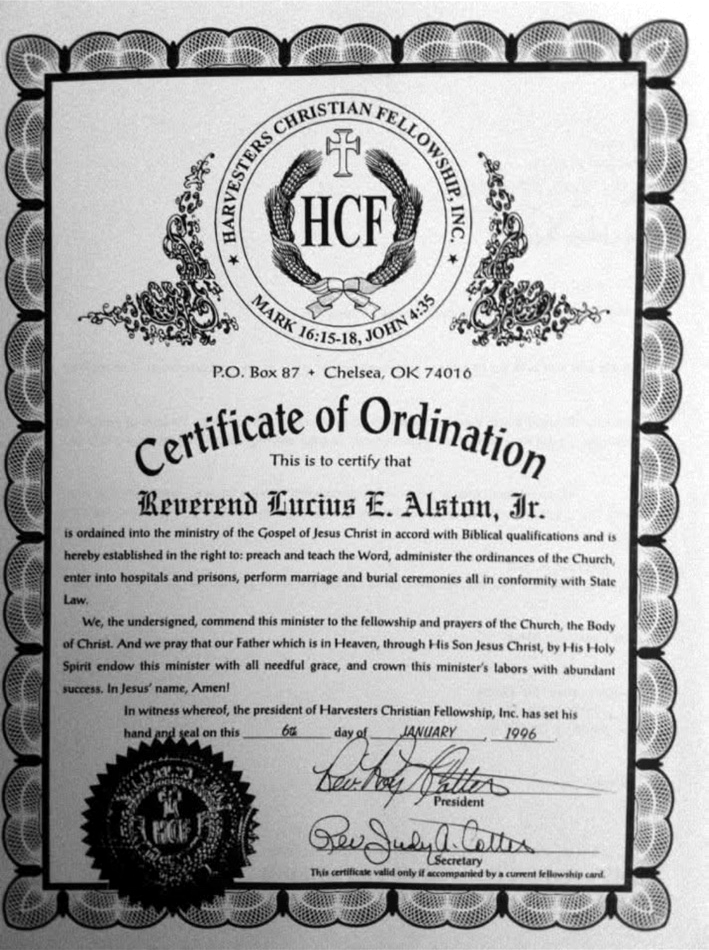 HARVESTERS CHRISTIAN FELLOWSHIP, INC.
HCF
MARK 16:15-18, JOHN 4:35
P.O. Box 87 + Chelsea, OK 74016
Certificate of Ordination
This is to certify that
Reverend Lucius E. Alston, Jr.
is ordained into the ministry of the Gospel of Jesus Christ in accord with Biblical qualifications and is
hereby established in the right to: preach and teach the Word, administer the ordinances of the Church,
enter into hospitals and prisons, perform marriage and burial ceremonies all in conformity with State
Law.
We, the undersigned, commend this minister to the fellowship and prayers of the Church, the Body
of Christ. And we pray that our Father which is in Heaven, through His Son Jesus Christ, by His Holy
Spirit endow this minister with all needful grace, and crown this minister's labors with abundant
success. In Jesus' name, Amen!
In witness whereof, the president of Harvesters Christian Fellowship, Inc. has set his
hand and seal on this 6th day of JANUARY, 1996
Rev. Roy
President
Rev. Judy A.
Secretary
This certificate valid only if accompanied by a current fellowship card.
HCF